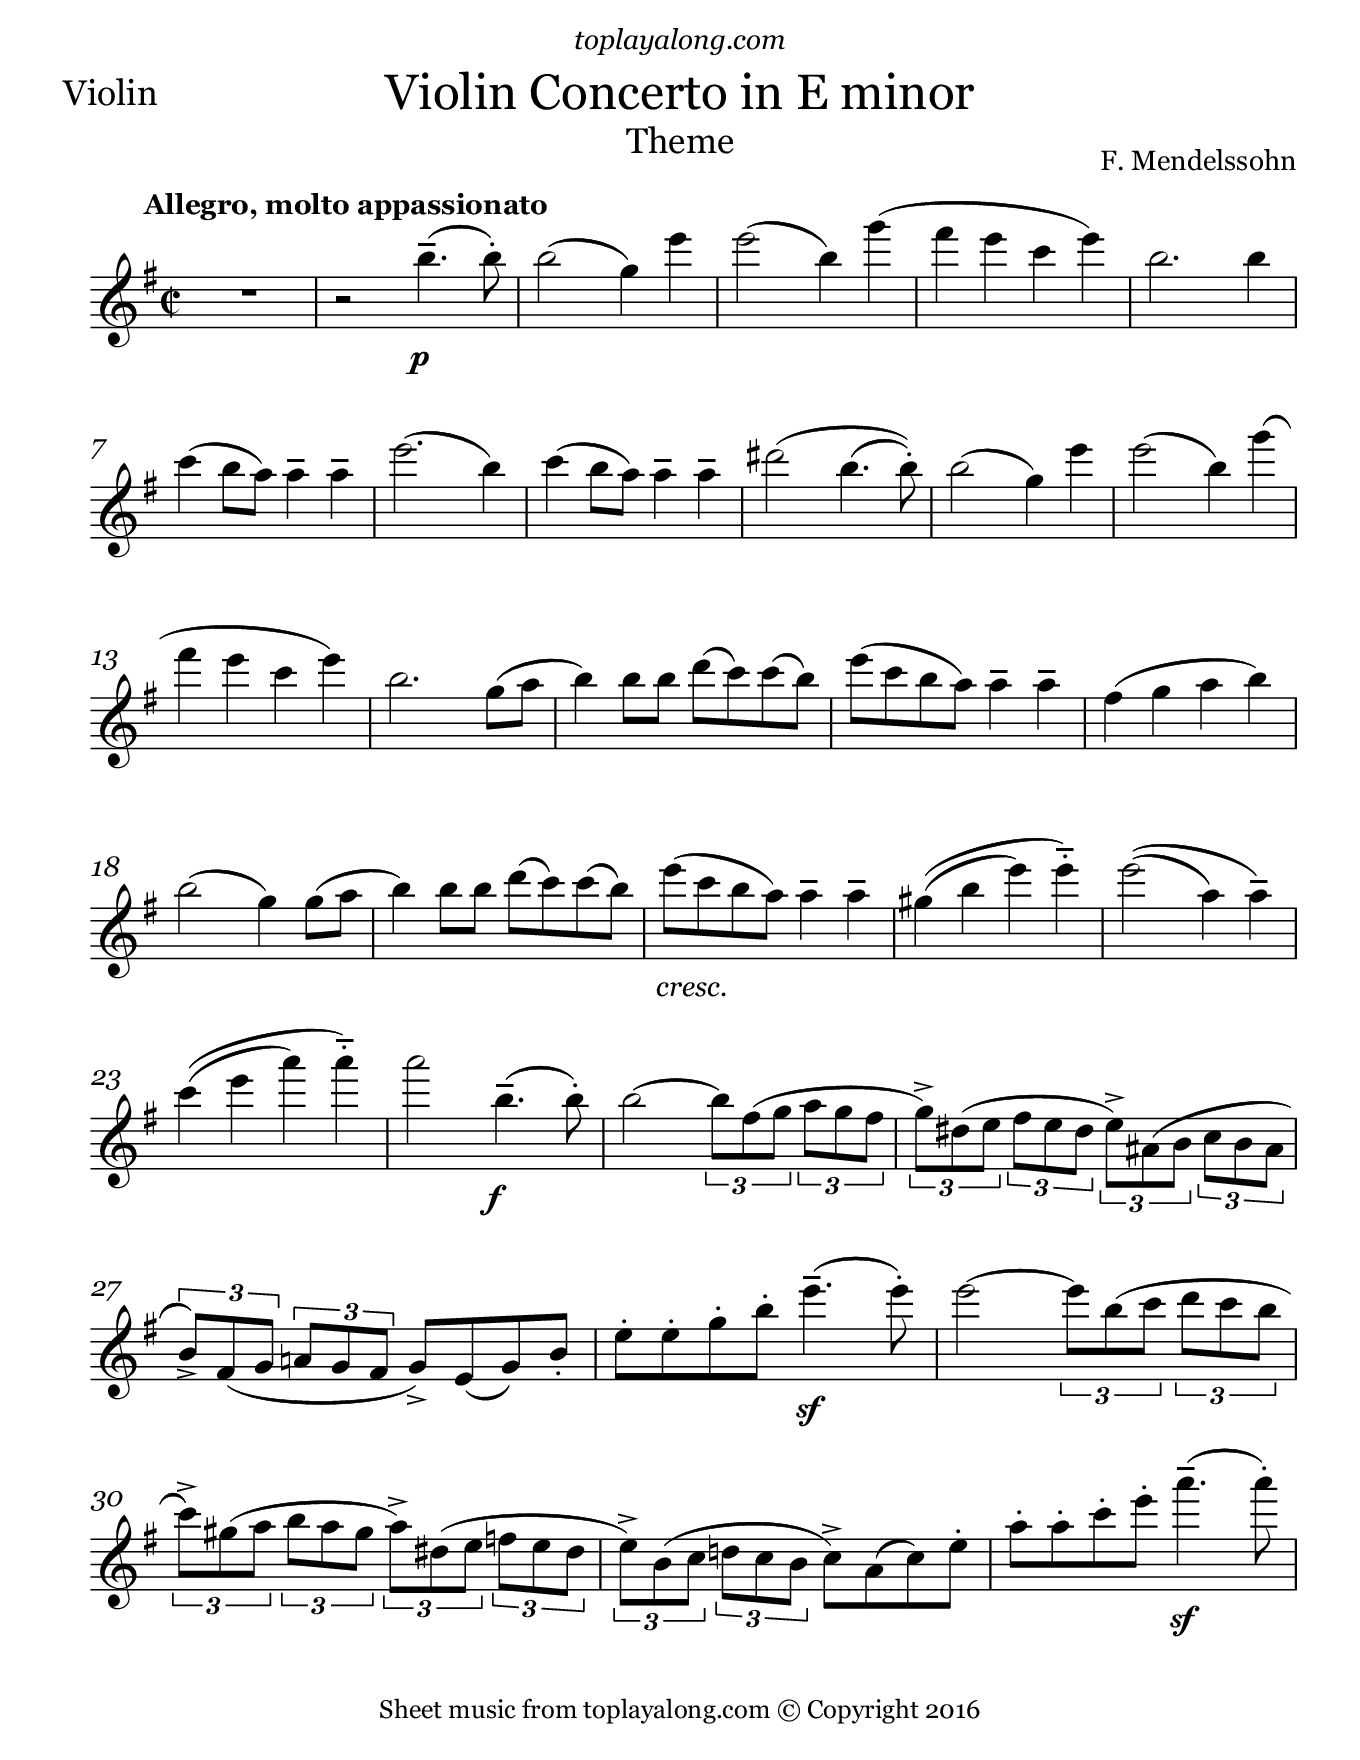 toplayalong.com
Violin
Violin Concerto in E minor
Theme
F. Mendelssohn
Allegro, molto appassionato
p
7
13
18
cresc.
23
f
3 3 3 3 3 3
27
3 3
sf
3 3
30
3 3 3 3 3 3
sf
Sheet music from toplayalong.com © Copyright 2016